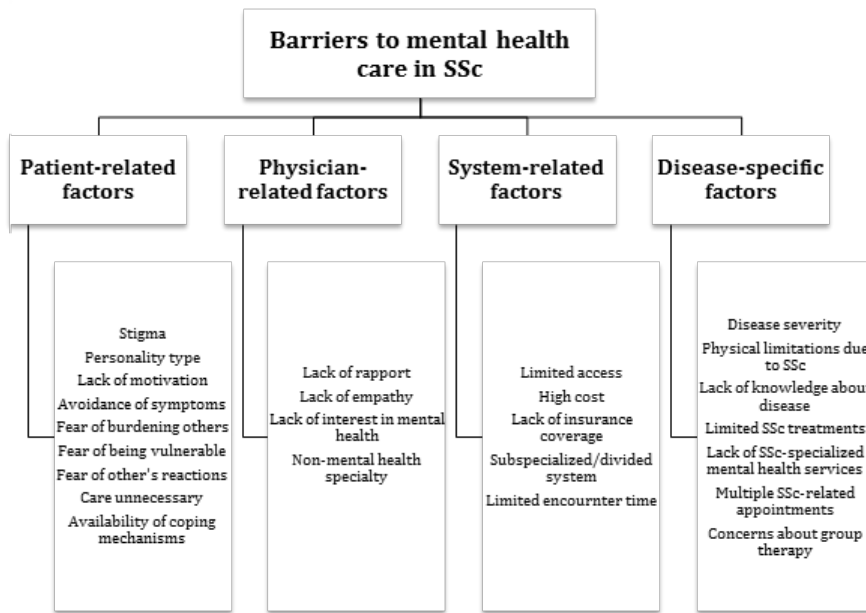 Barriers to mental health
care in SSc
Patient-related
factors
Physician-
related factors
System-related
factors
Disease-specific
factors
Stigma
Personality type
Lack of motivation
Avoidance of symptoms
Fear of burdening others
Fear of being vulnerable
Fear of other's reactions
Care unnecessary
Availability of coping
mechanisms
Lack of rapport
Lack of empathy
Lack of interest in mental
health
Non-mental health
specialty
Limited access
High cost
Lack of insurance
coverage
Subspecialized/divided
system
Limited encournter time
Disease severity
Physical limitations due
to SSc
Lack of knowledge about
disease
Limited SSc treatments
Lack of SSc-specialized
mental health services
Multiple SSc-related
appointments
Concerns about group
therapy